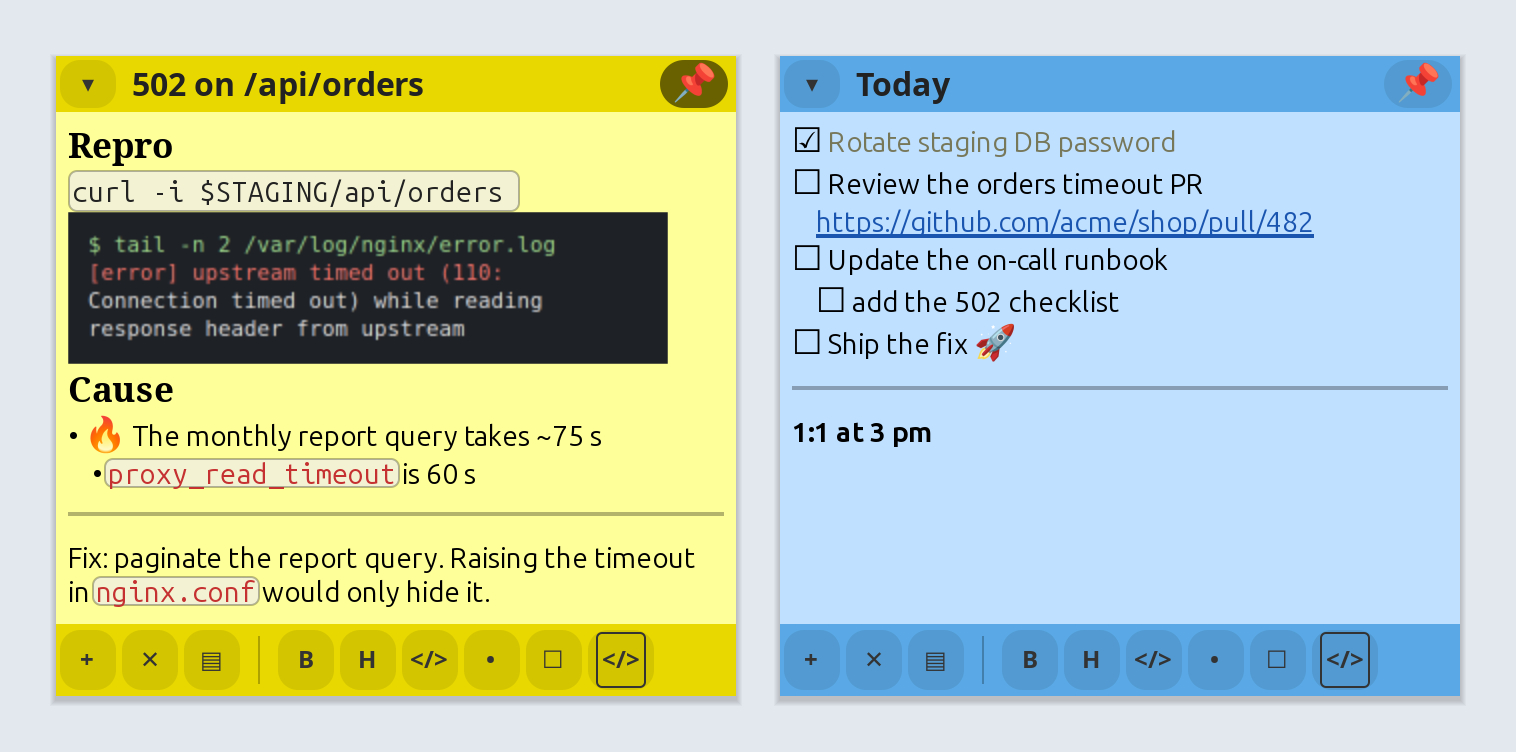 502 on /api/orders
Repro
curl -i $STAGING/api/orders
$ tail -n 2 /var/log/nginx/error.log
[error] upstream timed out (110:
Connection timed out) while reading
response header from upstream
Cause
• 🔥 The monthly report query takes ~75 s
• proxy_read_timeout is 60 s
Fix: paginate the report query. Raising the timeout
in nginx.conf would only hide it.
+ ✕ ▤ B H </> • ☐ </>
Today
☑ Rotate staging DB password
☐ Review the orders timeout PR
https://github.com/acme/shop/pull/482
☐ Update the on-call runbook
☐ add the 502 checklist
☐ Ship the fix 🚀
1:1 at 3 pm
+ ✕ ▤ B H </> • ☐ </>